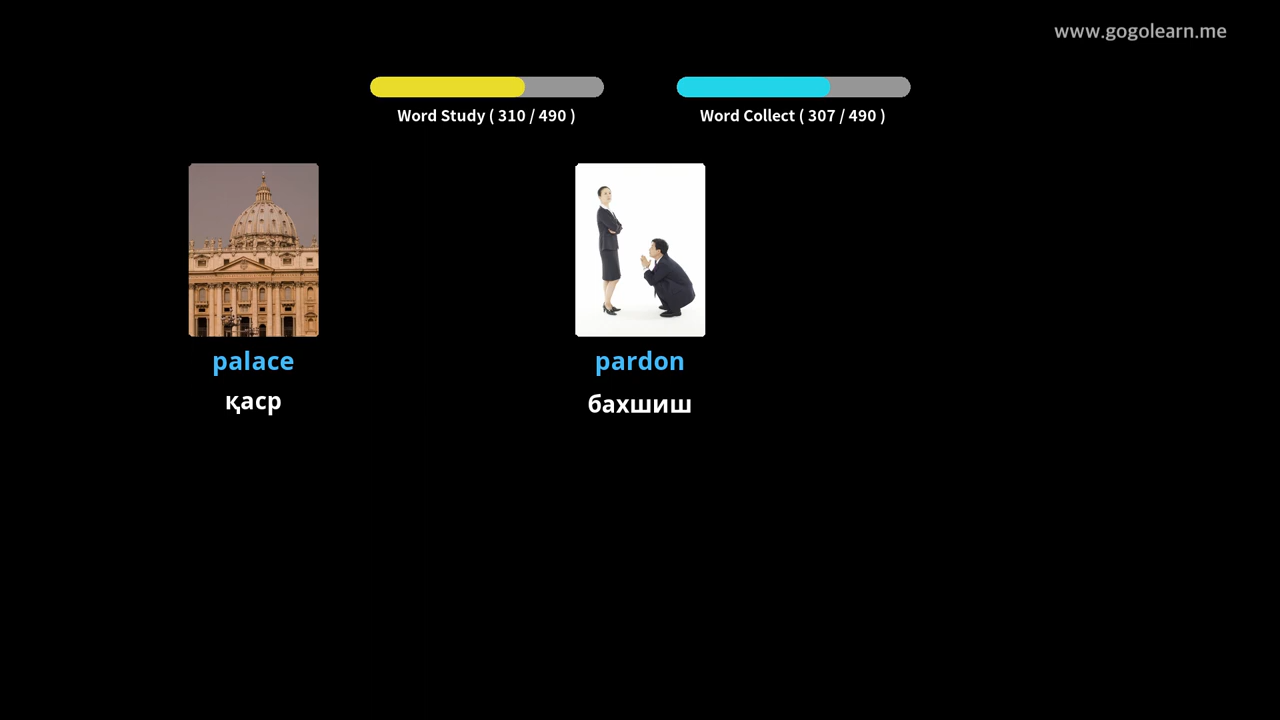 www.gogolearn.me
Word Study ( 310 / 490 )
Word Collect ( 307 / 490 )
palace
қаср
pardon
бахшиш